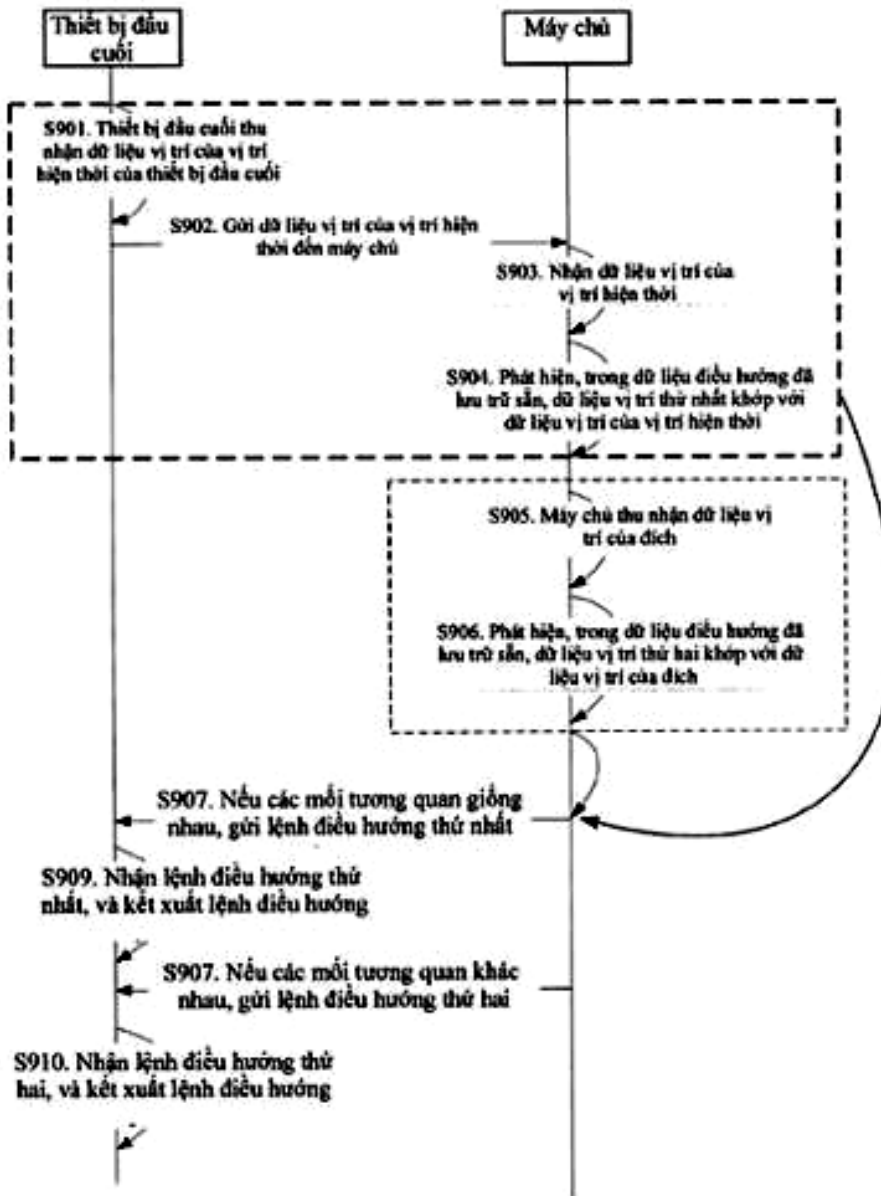 Thiết bị đầu
cuối
Máy chủ
S901. Thiết bị đầu cuối thu
nhận dữ liệu vị trí của vị trí
hiện thời của thiết bị đầu cuối
S902. Gửi dữ liệu vị trí của vị trí hiện
thời đến máy chủ
S903. Nhận dữ liệu vị trí của
vị trí hiện thời
S904. Phát hiện, trong dữ liệu điều hướng đã
lưu trữ sẵn, dữ liệu vị trí thứ nhất khớp với
dữ liệu vị trí của vị trí hiện thời
S905. Máy chủ thu nhận dữ liệu vị
trí của đích
S906. Phát hiện, trong dữ liệu điều hướng đã
lưu trữ sẵn, dữ liệu vị trí thứ hai khớp với dữ
liệu vị trí của đích
S907. Nếu các mối tương quan giống
nhau, gửi lệnh điều hướng thứ nhất
S909. Nhận lệnh điều hướng thứ
nhất, và kết xuất lệnh điều hướng
S907. Nếu các mối tương quan khác
nhau, gửi lệnh điều hướng thứ hai
S910. Nhận lệnh điều hướng thứ
hai, và kết xuất lệnh điều hướng